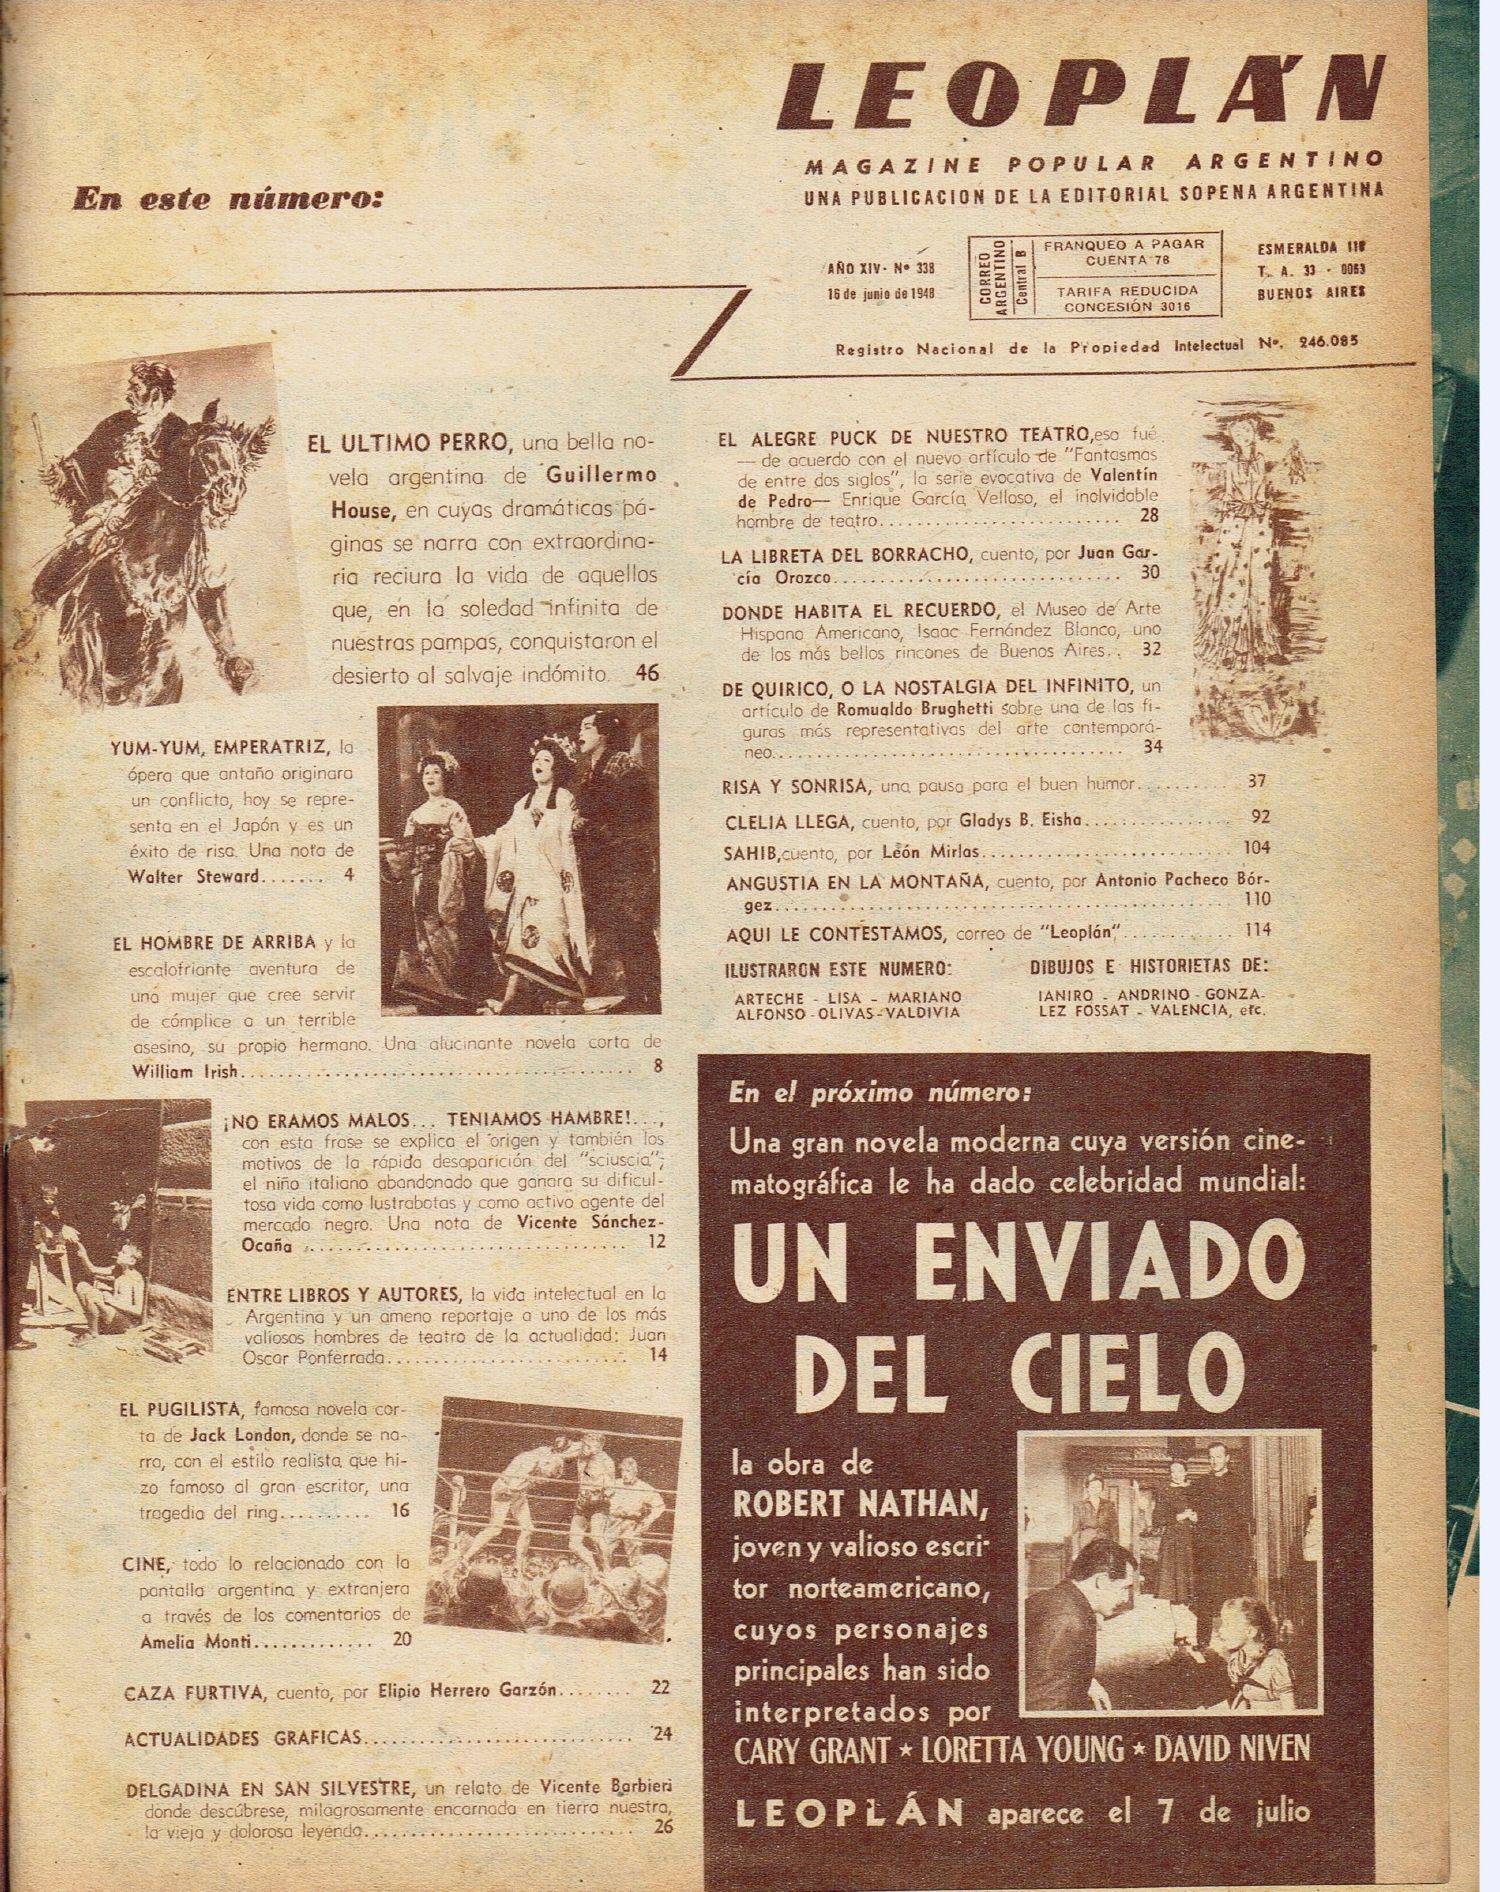 LEOPLÁN
MAGAZINE POPULAR ARGENTINO
UNA PUBLICACION DE LA EDITORIAL SOPENA ARGENTINA
En este número:
AÑO XIV - Nº 338
16 de junio de 1948
CORREO
ARGENTINO
Central B
FRANQUEO A PAGAR
CUENTA 78
TARIFA REDUCIDA
CONCESIÓN 3016
ESMERALDA 116
T. A. 33 - 0063
BUENOS AIRES
Registro Nacional de la Propiedad Intelectual Nº. 246.085
EL ULTIMO PERRO, una bella no-
vela argentina de Guillermo
House, en cuyas dramáticas pá-
ginas se narra con extraordina-
ria reciura la vida de aquellos
que, en la soledad infinita de
nuestras pampas, conquistaron el
desierto al salvaje indómito. 46
YUM-YUM, EMPERATRIZ, la
ópera que antaño originara
un conflicto, hoy se repre-
senta en el Japón y es un
éxito de risa. Una nota de
Walter Steward....... 4
EL HOMBRE DE ARRIBA y la
escalofriante aventura de
una mujer que cree servir
de cómplice a un terrible
asesino, su propio hermano. Una alucinante novela corta de
William Irish.................................... 8
¡NO ERAMOS MALOS... TENIAMOS HAMBRE!...,
con esta frase se explica el origen y también los
motivos de la rápida desaparición del "sciuscia";
el niño italiano abandonado que ganara su dificul-
tosa vida como lustrabotas y como activo agente del
mercado negro. Una nota de Vicente Sánchez-
Ocaña ................................. 12
ENTRE LIBROS Y AUTORES, la vida intelectual en la
Argentina y un ameno reportaje a uno de los más
valiosos hombres de teatro de la actualidad: Juan
Oscar Ponferrada......................... 14
EL PUGILISTA, famosa novela cor-
ta de Jack London, donde se na-
rra, con el estilo realista que hi-
zo famoso al gran escritor, una
tragedia del ring.......... 16
CINE, todo lo relacionado con la
pantalla argentina y extranjera
a través de los comentarios de
Amelia Monti............. 20
CAZA FURTIVA, cuento, por Elipio Herrero Garzón........ 22
ACTUALIDADES GRAFICAS............................ 24
DELGADINA EN SAN SILVESTRE, un relato de Vicente Barbieri
donde descúbrese, milagrosamente encarnada en tierra nuestra,
la vieja y dolorosa leyenda............................ 26
EL ALEGRE PUCK DE NUESTRO TEATRO, eso fué
— de acuerdo con el nuevo artículo de "Fantasmas
de entre dos siglos", la serie evocativa de Valentín
de Pedro— Enrique García Velloso, el inolvidable
hombre de teatro......................... 28
LA LIBRETA DEL BORRACHO, cuento, por Juan Gar-
cía Orozco.............................. 30
DONDE HABITA EL RECUERDO, el Museo de Arte
Hispano Americano, Isaac Fernández Blanco, uno
de los más bellos rincones de Buenos Aires.. 32
DE QUIRICO, O LA NOSTALGIA DEL INFINITO, un
artículo de Romualdo Brughetti sobre una de las fi-
guras más representativas del arte contemporá-
neo.................................... 34
RISA Y SONRISA, una pausa para el buen humor.......... 37
CLELIA LLEGA, cuento, por Gladys B. Eisha............... 92
SAHIB, cuento, por León Mirlas......................... 104
ANGUSTIA EN LA MONTAÑA, cuento, por Antonio Pacheco Bór-
gez............................................... 110
AQUI LE CONTESTAMOS, correo de "Leoplán"............ 114
ILUSTRARON ESTE NUMERO:
ARTECHE - LISA - MARIANO
ALFONSO - OLIVAS - VALDIVIA
DIBUJOS E HISTORIETAS DE:
IANIRO - ANDRINO - GONZA-
LEZ FOSSAT - VALENCIA, etc.
En el próximo número:
Una gran novela moderna cuya versión cine-
matográfica le ha dado celebridad mundial:
UN ENVIADO
DEL CIELO
la obra de
ROBERT NATHAN,
joven y valioso escri-
tor norteamericano,
cuyos personajes
principales han sido
interpretados por
CARY GRANT ★ LORETTA YOUNG ★ DAVID NIVEN
LEOPLÁN aparece el 7 de julio